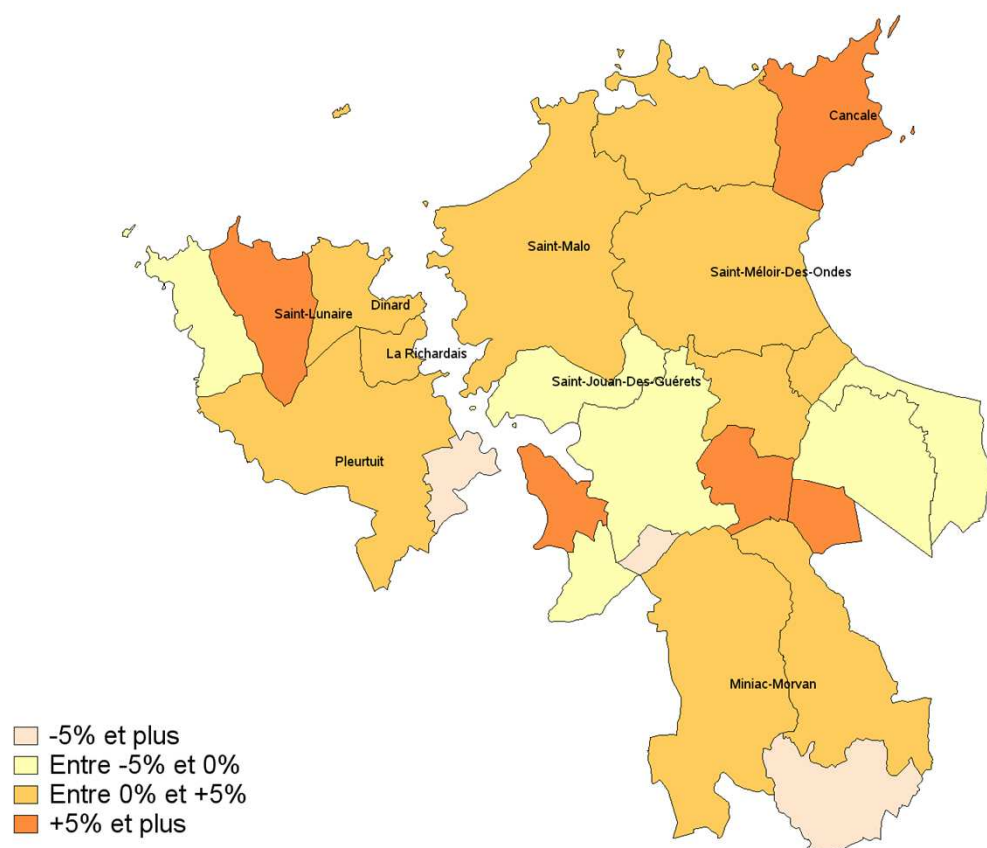 Cancale
Saint-Malo
Saint-Méloir-Des-Ondes
Dinard
Saint-Lunaire
La Richardais
Saint-Jouan-Des-Guérets
Pleurtuit
Miniac-Morvan
-5% et plus
Entre -5% et 0%
Entre 0% et +5%
+5% et plus